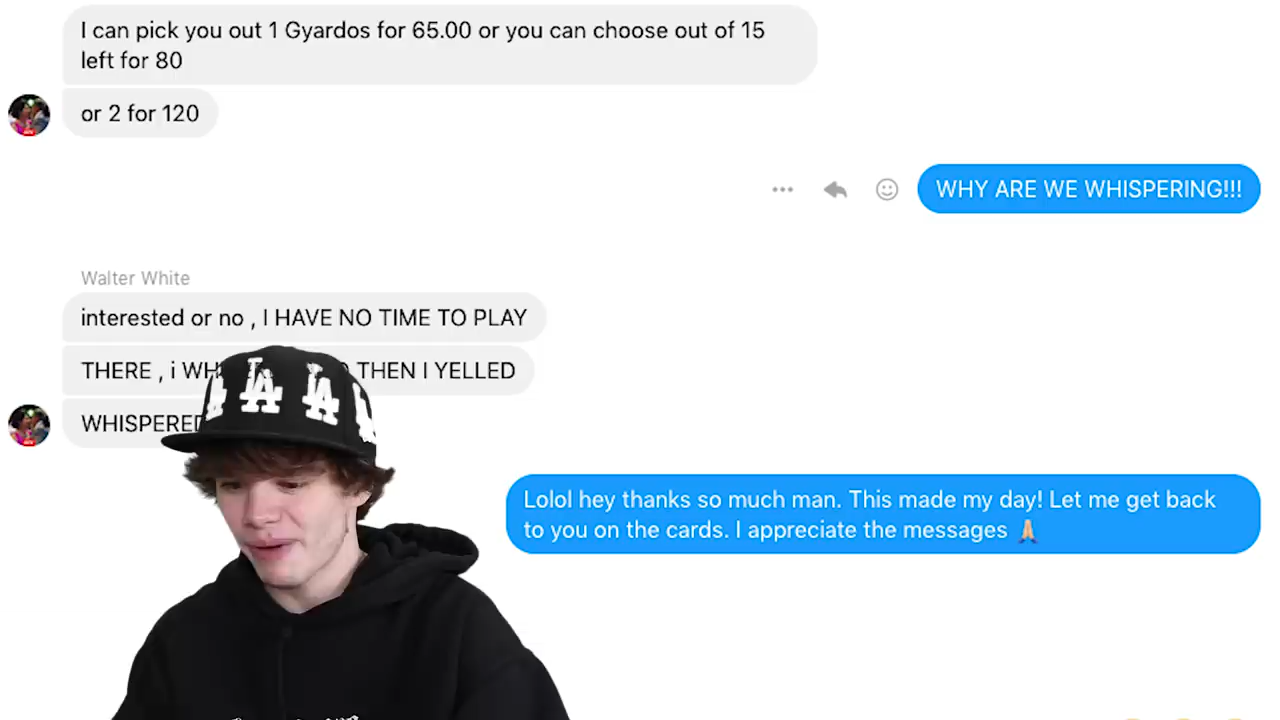 I can pick you out 1 Gyardos for 65.00 or you can choose out of 15
left for 80
or 2 for 120
WHY ARE WE WHISPERING!!!
Walter White
interested or no , I HAVE NO TIME TO PLAY
THERE , i THEN I YELLED
WHISPERED
Lolol hey thanks so much man. This made my day! Let me get back
to you on the cards. I appreciate the messages 🙏🏼
LA LA LA